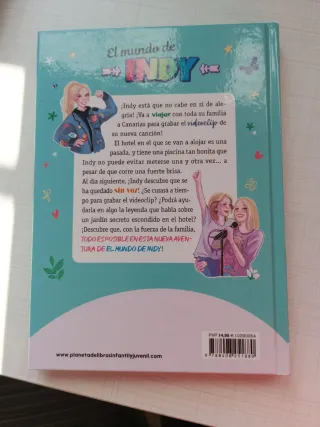 El mundo de
INDY
¡Indy está que no cabe en sí de ale-
gría! ¡Va a viajar con toda su familia
a Canarias para grabar el videoclip de
su nueva canción!
El hotel en el que se van a alojar es una
pasada, y tiene una piscina tan bonita que
Indy no puede evitar meterse una y otra vez... a
pesar de que corre una fuerte brisa.
Al día siguiente, ¡Indy descubre que se
ha quedado sin voz! ¿Se curará a tiem-
po para grabar el videoclip? ¿Podrá ayu-
darla en algo la leyenda que habla sobre
un jardín secreto escondido en el hotel?
¡Descubre que, con la fuerza de la familia,
TODO ES POSIBLE EN ESTA NUEVA AVEN-
TURA DE EL MUNDO DE INDY!
PVP 14,95 €
www.planetadelibrosinfantilyjuvenil.com